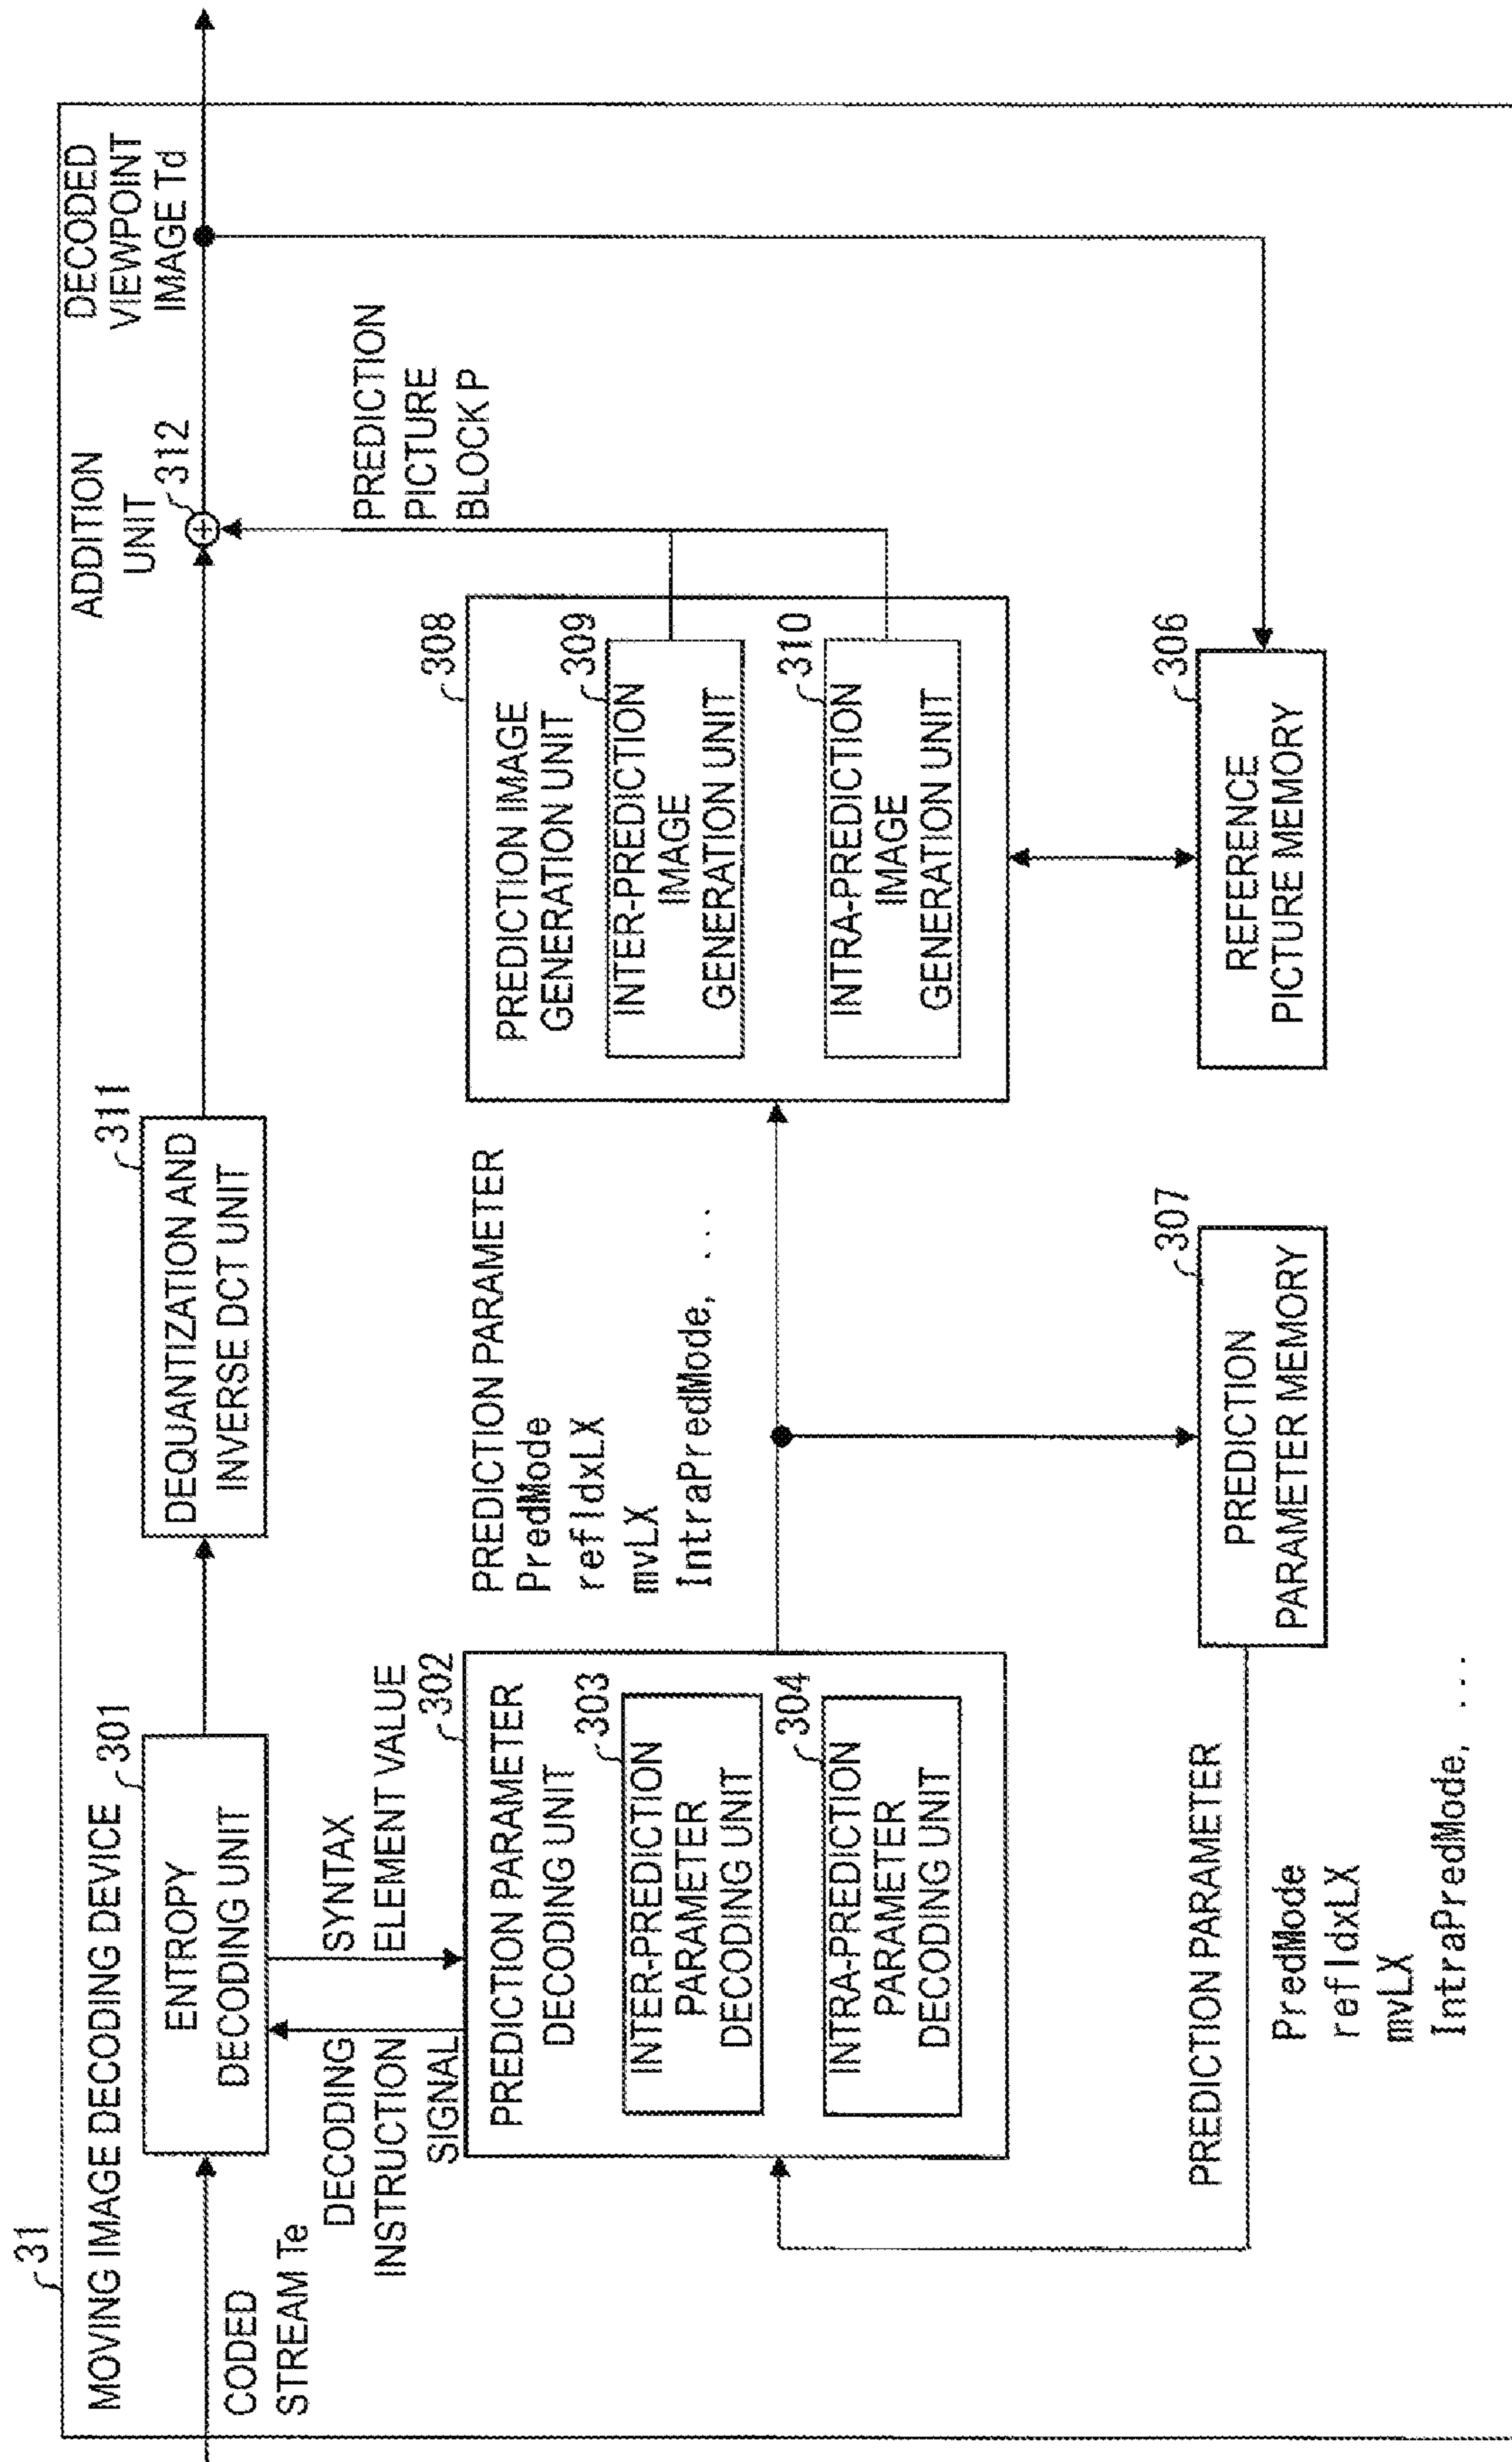 31
MOVING IMAGE DECODING DEVICE
CODED
STREAM Te
301
ENTROPY
DECODING UNIT
311
DEQUANTIZATION AND
INVERSE DCT UNIT
ADDITION
UNIT
312
DECODED
VIEWPOINT
IMAGE Td
DECODING
INSTRUCTION
SIGNAL
SYNTAX
ELEMENT VALUE
302
PREDICTION PARAMETER
DECODING UNIT
303
INTER-PREDICTION
PARAMETER
DECODING UNIT
304
INTRA-PREDICTION
PARAMETER
DECODING UNIT
PREDICTION PARAMETER
PredMode
refIdxLX
mvLX
IntraPredMode, ...
308
PREDICTION IMAGE
GENERATION UNIT
309
INTER-PREDICTION
IMAGE
GENERATION UNIT
310
INTRA-PREDICTION
IMAGE
GENERATION UNIT
PREDICTION
PICTURE
BLOCK P
PREDICTION PARAMETER
PredMode
refIdxLX
mvLX
IntraPredMode, ...
307
PREDICTION
PARAMETER MEMORY
306
REFERENCE
PICTURE MEMORY